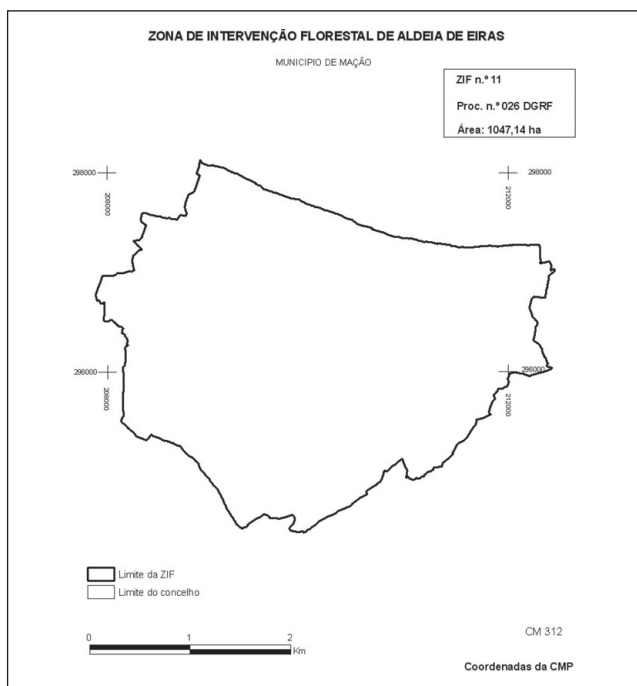 ZONA DE INTERVENÇÃO FLORESTAL DE ALDEIA DE EIRAS
MUNICIPIO DE MAÇÃO
ZIF n.º 11
Proc. n.º 026 DGRF
Área: 1047,14 ha
298000
208000
298000
212000
296000
208000
296000
212000
Limite da ZIF
Limite do concelho
0 1 2
Km
CM 312
Coordenadas da CMP